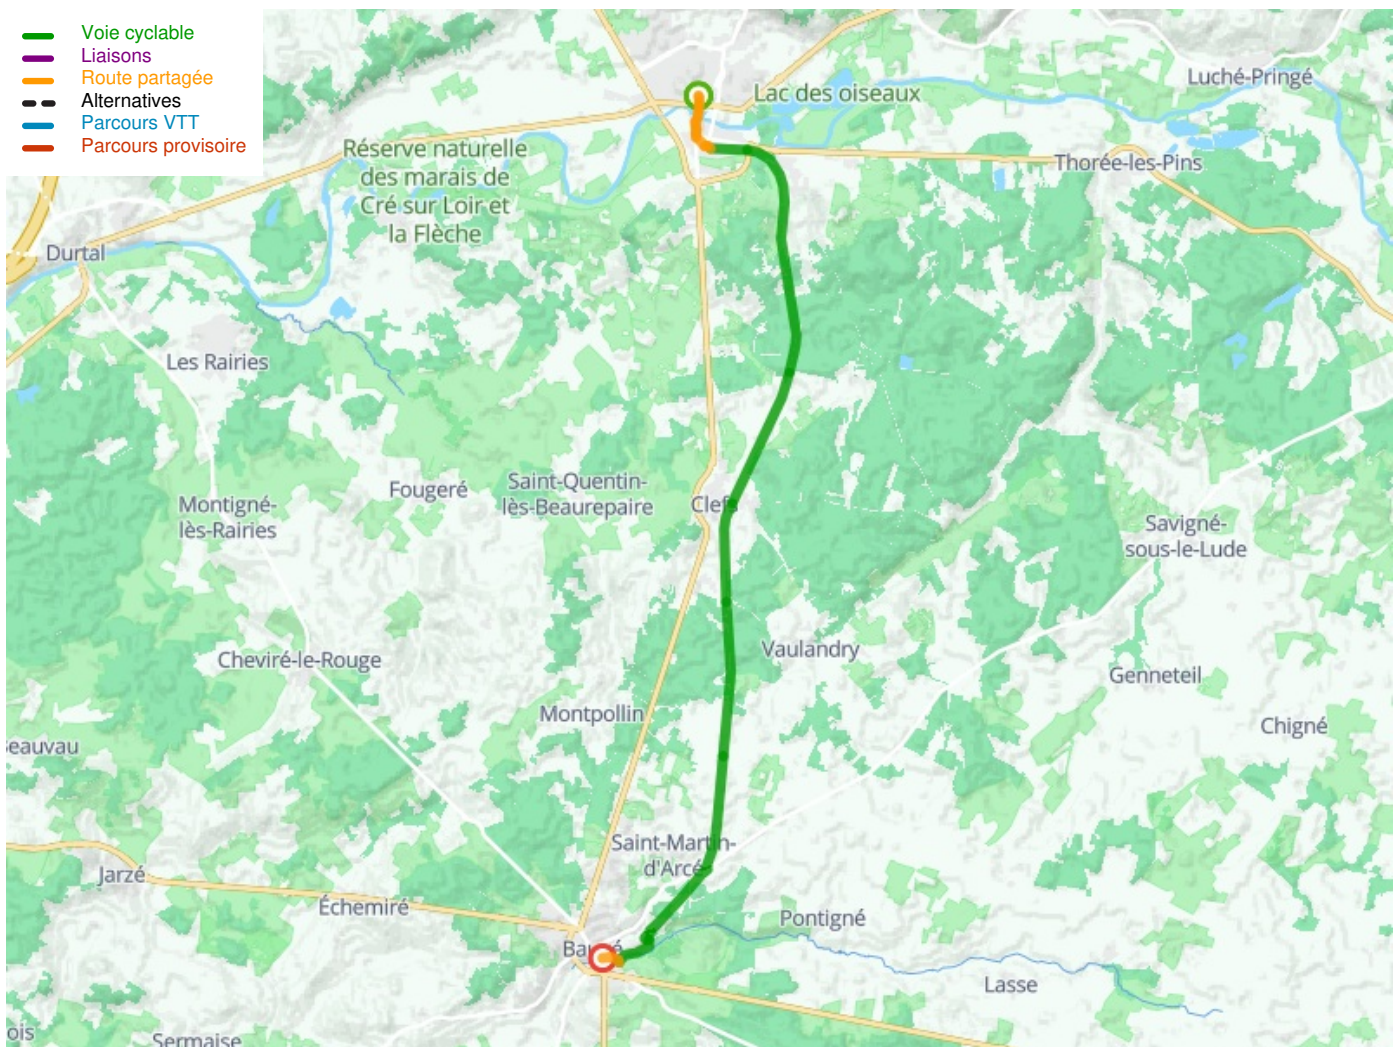 Voie cyclable
Liaisons
Route partagée
Alternatives
Parcours VTT
Parcours provisoire
Luché-Pringé
Lac des oiseaux
Réserve naturelle
des marais de
Cré sur Loir et
la Flèche
Thorée-les-Pins
Durtal
Les Rairies
Fougeré
Saint-Quentin-
lès-Beaurepaire
Clefs
Montigné-
lès-Rairies
Savigné-
sous-le-Lude
Vaulandry
Cheviré-le-Rouge
Genneteil
Montpollin
Chigné
Beauvau
Saint-Martin-
d'Arcé
Jarzé
Échemiré
Pontigné
Baugé
Lasse
ois
Sermaise